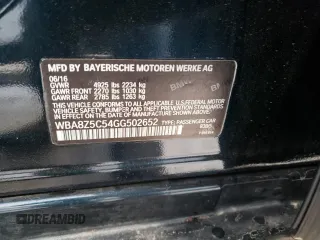 MFD BY BAYERISCHE MOTOREN WERKE AG
06/16
GVWR 4925 lbs 2234 kg
GAWR FRONT 2270 lbs 1030 kg
GAWR REAR 2785 lbs 1263 kg
THIS VEHICLE CONFORMS TO ALL APPLICABLE FEDERAL MOTOR VEHICLE
SAFETY, BUMPER, AND THEFT PREVENTION STANDARDS
IN EFFECT ON THE DATE OF MANUFACTURE SHOWN ABOVE.
WBA8Z5C54GG502652 TYPE: PASSENGER CAR
DREAMBID